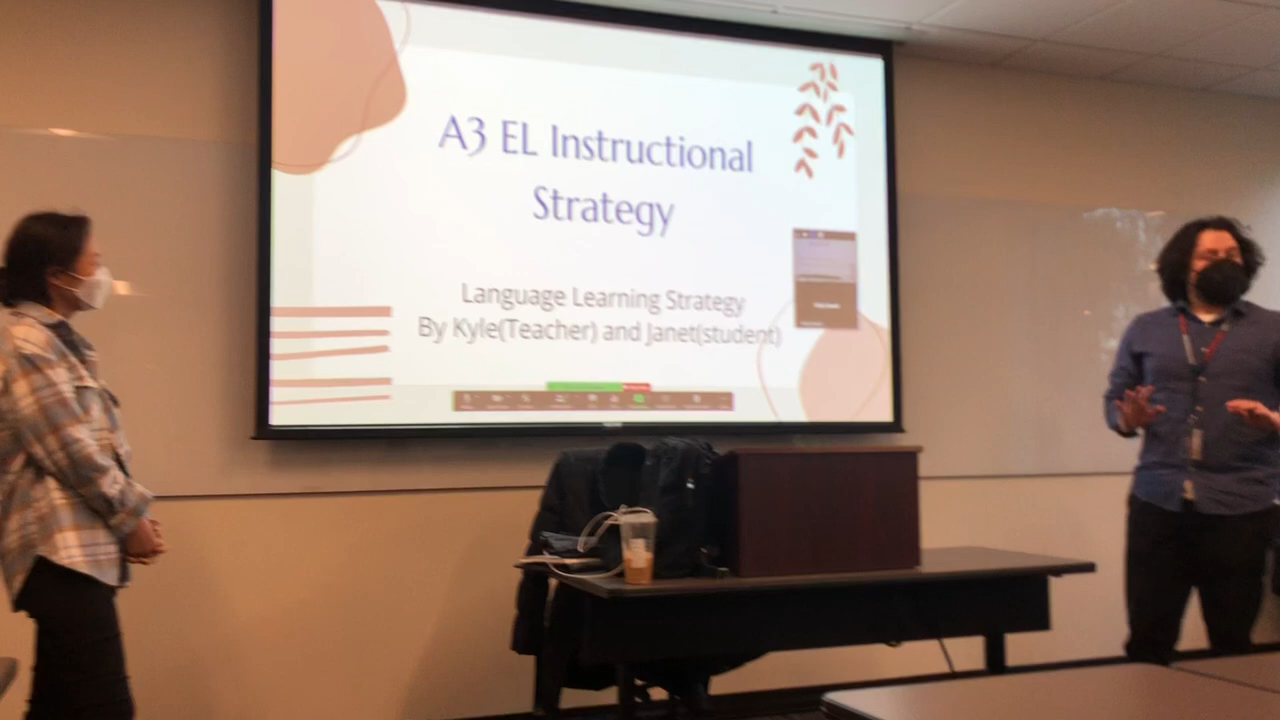 A3 EL Instructional
Strategy
Language Learning Strategy
By Kyle(Teacher) and Janet(student)